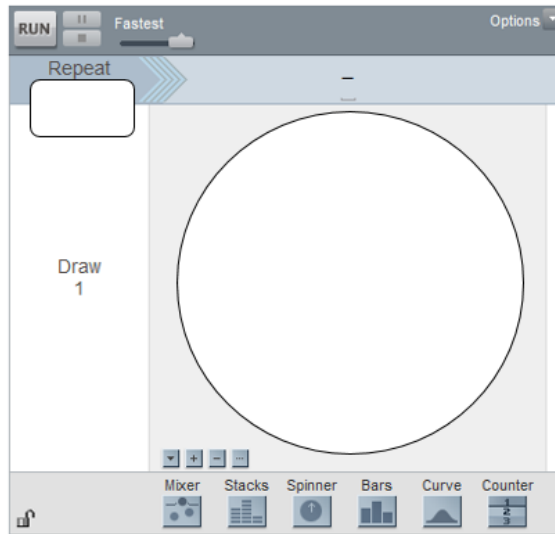 RUN
Fastest
Options
Repeat
–
Draw
1
Mixer Stacks Spinner Bars Curve Counter
1
2
3